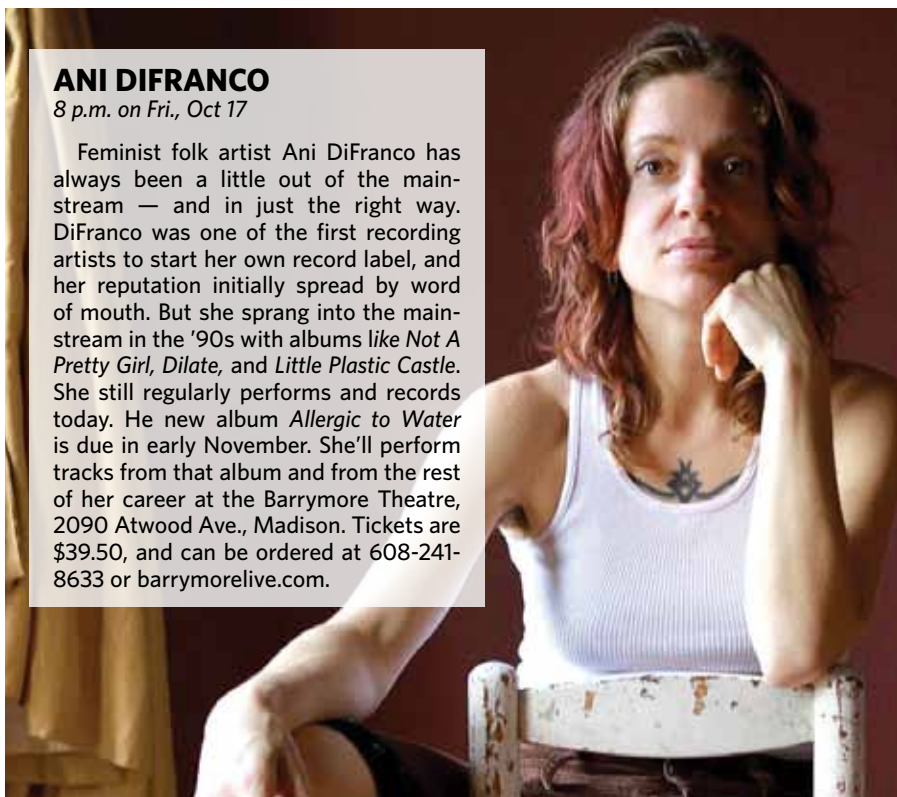 ANI DIFRANCO
8 p.m. on Fri., Oct 17
Feminist folk artist Ani DiFranco has
always been a little out of the main-
stream — and in just the right way.
DiFranco was one of the first recording
artists to start her own record label, and
her reputation initially spread by word
of mouth. But she sprang into the main-
stream in the '90s with albums like Not A
Pretty Girl, Dilate, and Little Plastic Castle.
She still regularly performs and records
today. He new album Allergic to Water
is due in early November. She'll perform
tracks from that album and from the rest
of her career at the Barrymore Theatre,
2090 Atwood Ave., Madison. Tickets are
$39.50, and can be ordered at 608-241-
8633 or barrymorelive.com.